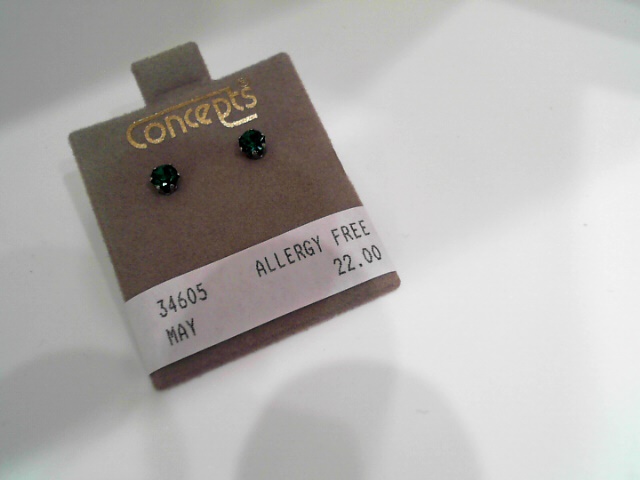 Concepts
ALLERGY FREE
34605 22.00
MAY